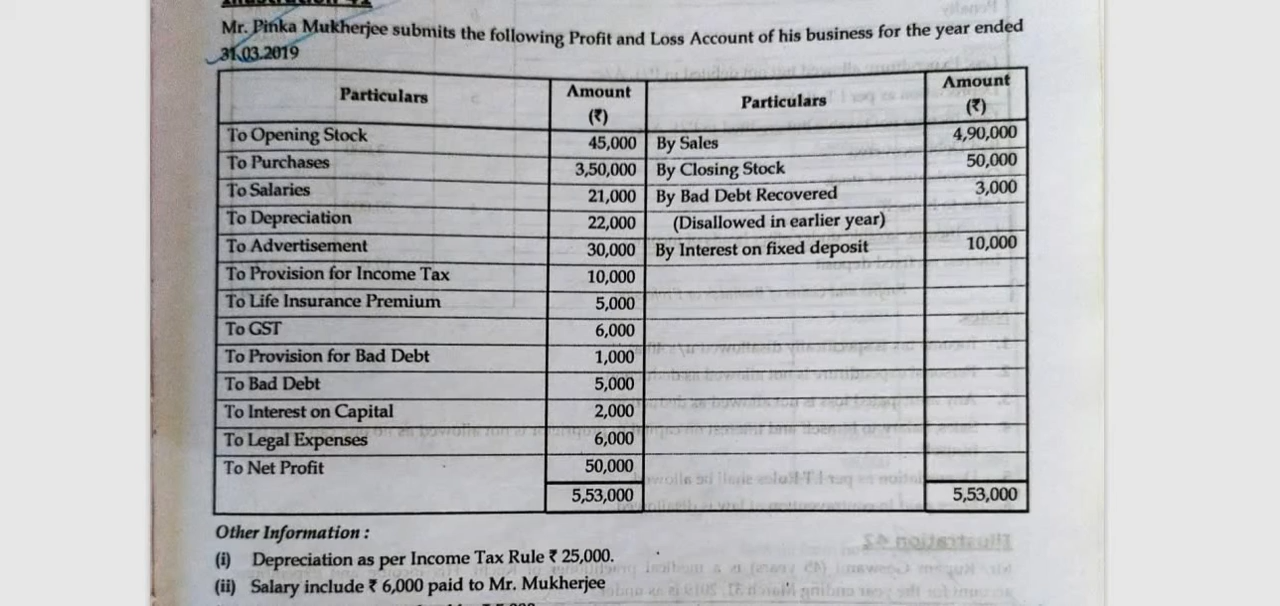 Mr. Pinka Mukherjee submits the following Profit and Loss Account of his business for the year ended
31.03.2019
Particulars Amount (₹) Particulars Amount (₹)
To Opening Stock 45,000 By Sales 4,90,000
To Purchases 3,50,000 By Closing Stock 50,000
To Salaries 21,000 By Bad Debt Recovered 3,000
To Depreciation 22,000 (Disallowed in earlier year)
To Advertisement 30,000 By Interest on fixed deposit 10,000
To Provision for Income Tax 10,000
To Life Insurance Premium 5,000
To GST 6,000
To Provision for Bad Debt 1,000
To Bad Debt 5,000
To Interest on Capital 2,000
To Legal Expenses 6,000
To Net Profit 50,000
5,53,000 5,53,000
Other Information :
(i) Depreciation as per Income Tax Rule ₹ 25,000.
(ii) Salary include ₹ 6,000 paid to Mr. Mukherjee